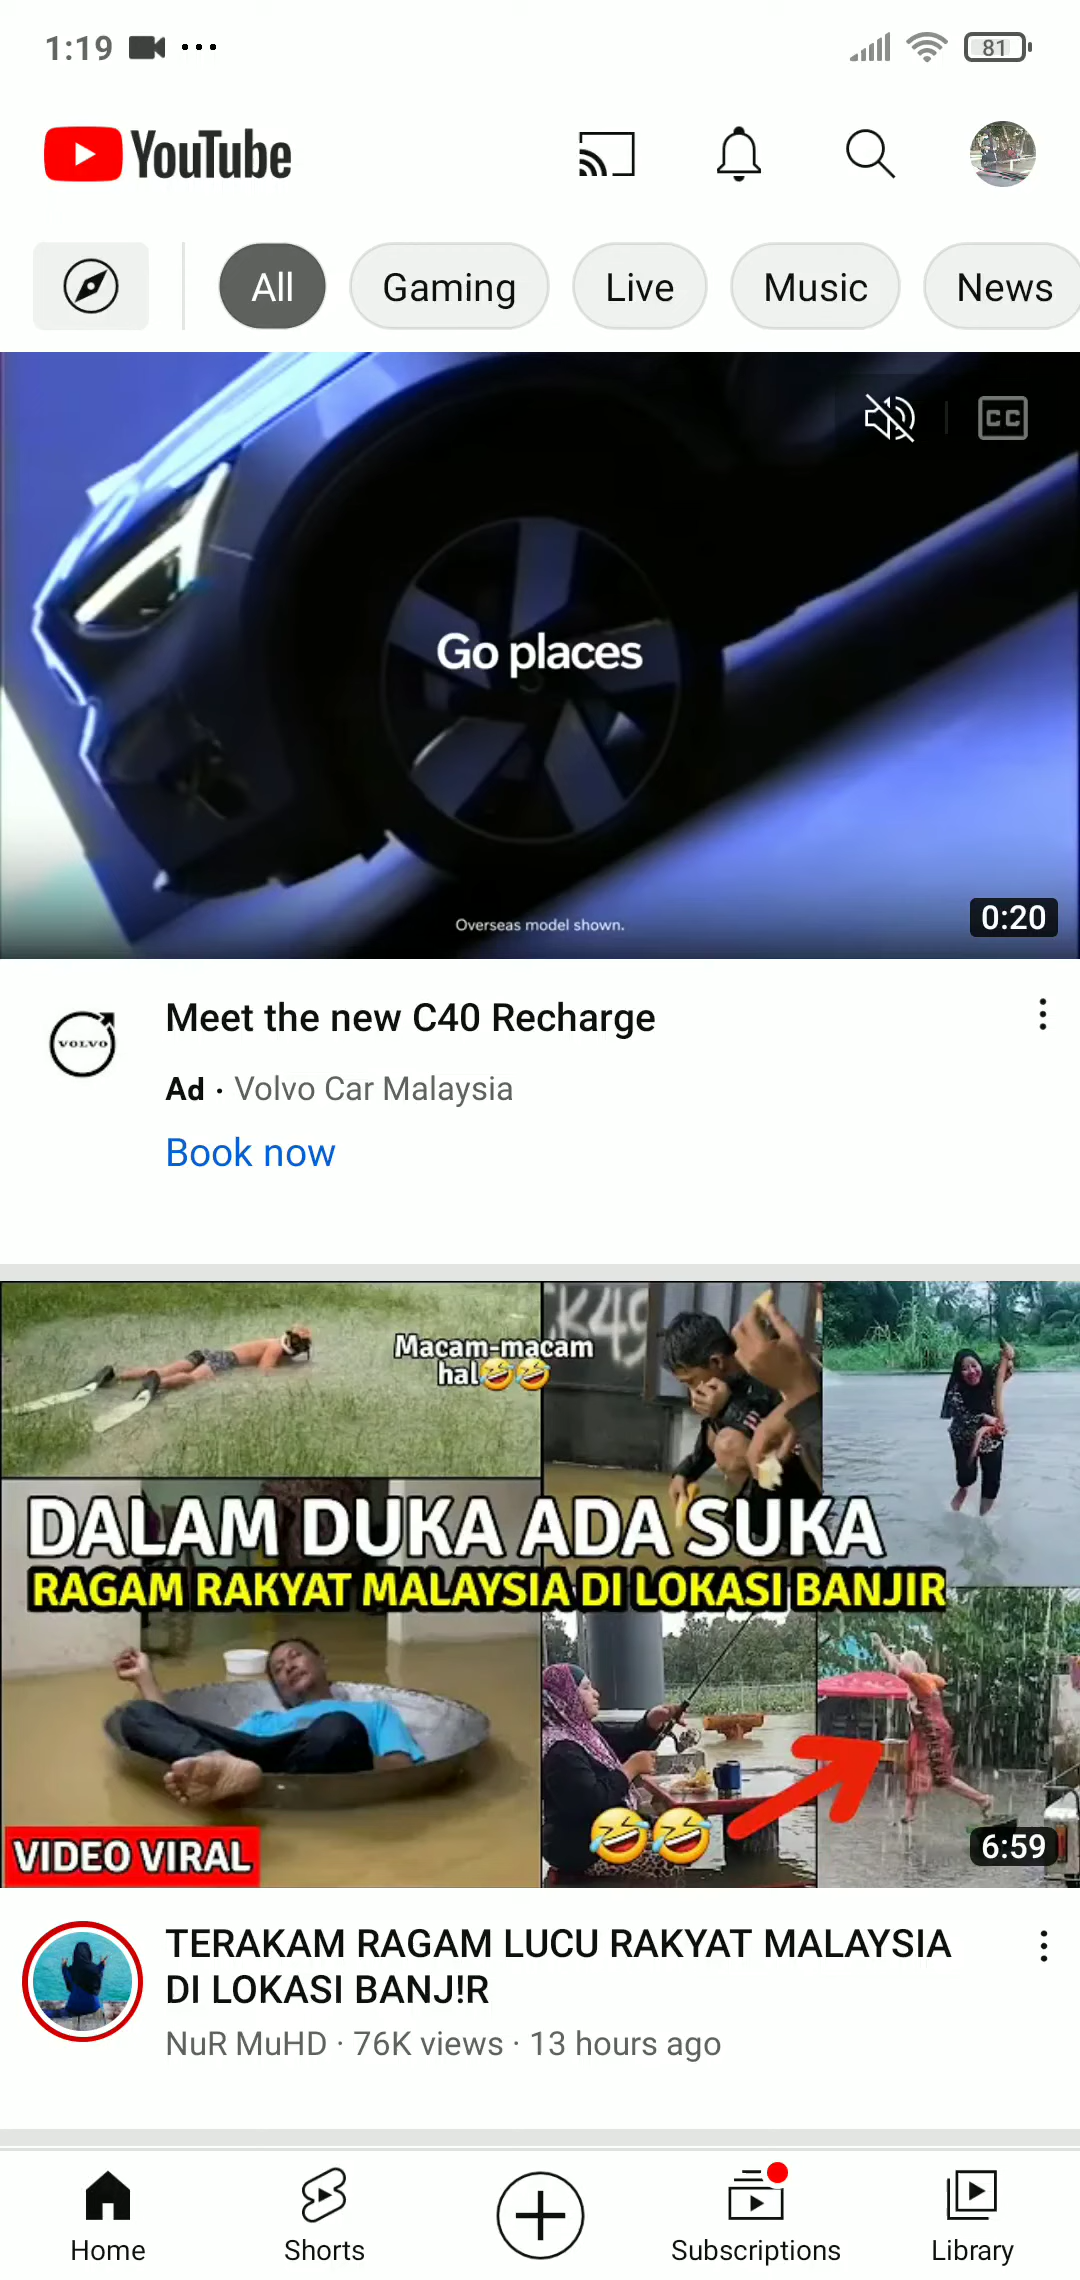 1:19
81
YouTube
All
Gaming
Live
Music
News
CC
Go places
Overseas model shown.
0:20
VOLVO
Meet the new C40 Recharge
Ad · Volvo Car Malaysia
Book now
K49
Macam-macam
hal🤣🤣
DALAM DUKA ADA SUKA
RAGAM RAKYAT MALAYSIA DI LOKASI BANJIR
VIDEO VIRAL
6:59
TERAKAM RAGAM LUCU RAKYAT MALAYSIA
DI LOKASI BANJ!R
NuR MuHD · 76K views · 13 hours ago
Home
Shorts
Subscriptions
Library